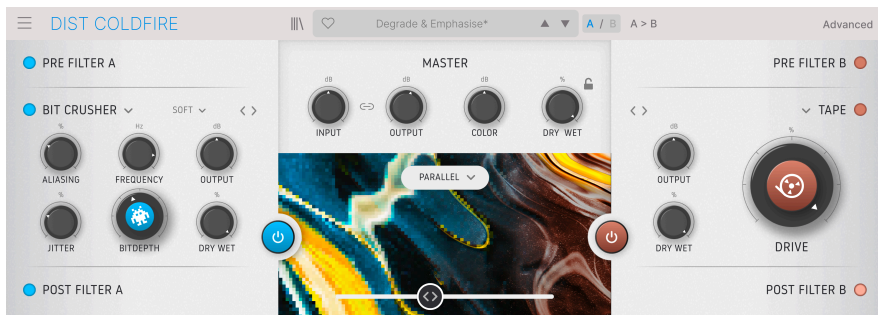 DIST COLDFIRE
Degrade & Emphasise*
A / B
A > B
Advanced
PRE FILTER A
BIT CRUSHER
SOFT
%
ALIASING
Hz
FREQUENCY
dB
OUTPUT
%
JITTER
BITDEPTH
%
DRY WET
POST FILTER A
MASTER
dB
INPUT
dB
OUTPUT
dB
COLOR
%
DRY WET
PARALLEL
PRE FILTER B
TAPE
dB
OUTPUT
%
DRY WET
%
DRIVE
POST FILTER B